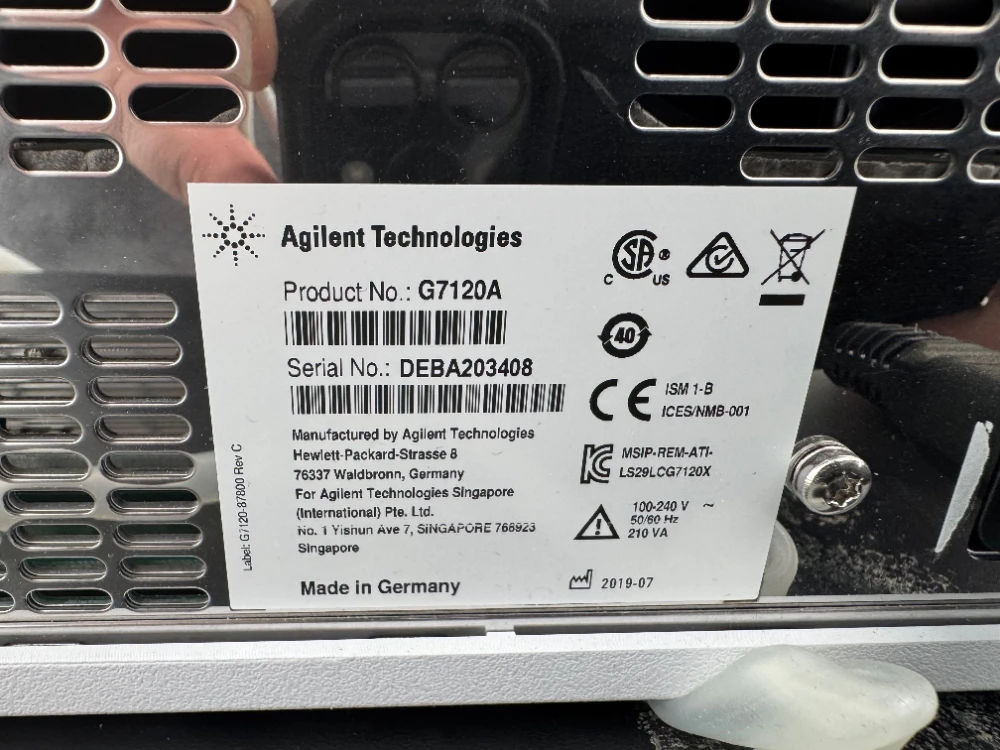 Agilent Technologies
Product No.: G7120A
Serial No.: DEBA203408
Manufactured by Agilent Technologies
Hewlett-Packard-Strasse 8
76337 Waldbronn, Germany
For Agilent Technologies Singapore
(International) Pte. Ltd.
No. 1 Yishun Ave 7, SINGAPORE 768923
Singapore
Made in Germany
Label: G7120-87800 Rev C
C SA ® US
40
CE ISM 1-B
ICES/NMB-001
MSIP-REM-ATI-
LS29LCG7120X
100-240 V ~
50/60 Hz
210 VA
2019-07